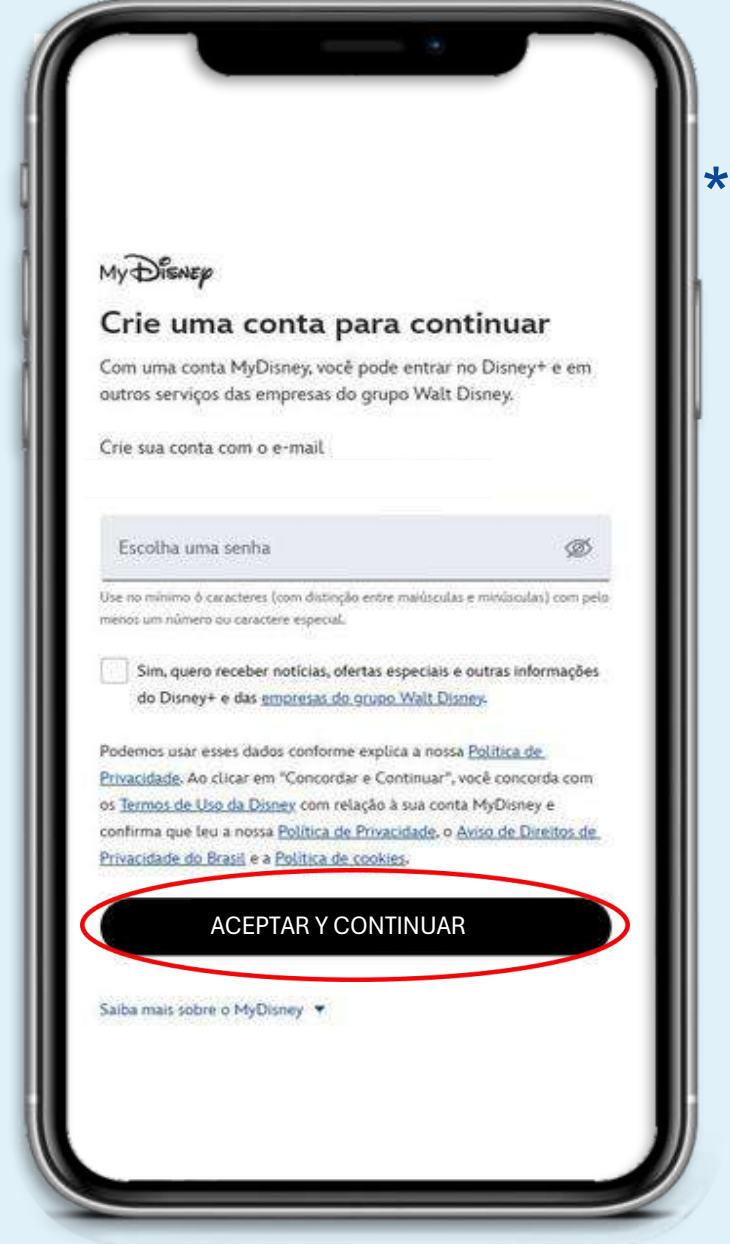 *
MyDisney
Crie uma conta para continuar
Com uma conta MyDisney, você pode entrar no Disney+ e em
outros serviços das empresas do grupo Walt Disney.
Crie sua conta com o e-mail
Escolha uma senha
Use no mínimo 6 caracteres (com distinção entre maiúsculas e minúsculas) com pelo
menos um número ou caractere especial.
Sim, quero receber notícias, ofertas especiais e outras informações
do Disney+ e das empresas do grupo Walt Disney.
Podemos usar esses dados conforme explica a nossa Política de
Privacidade. Ao clicar em "Concordar e Continuar", você concorda com
os Termos de Uso da Disney com relação à sua conta MyDisney e
confirma que leu a nossa Política de Privacidade, o Aviso de Direitos de
Privacidade do Brasil e a Política de cookies.
ACEPTAR Y CONTINUAR
Saiba mais sobre o MyDisney